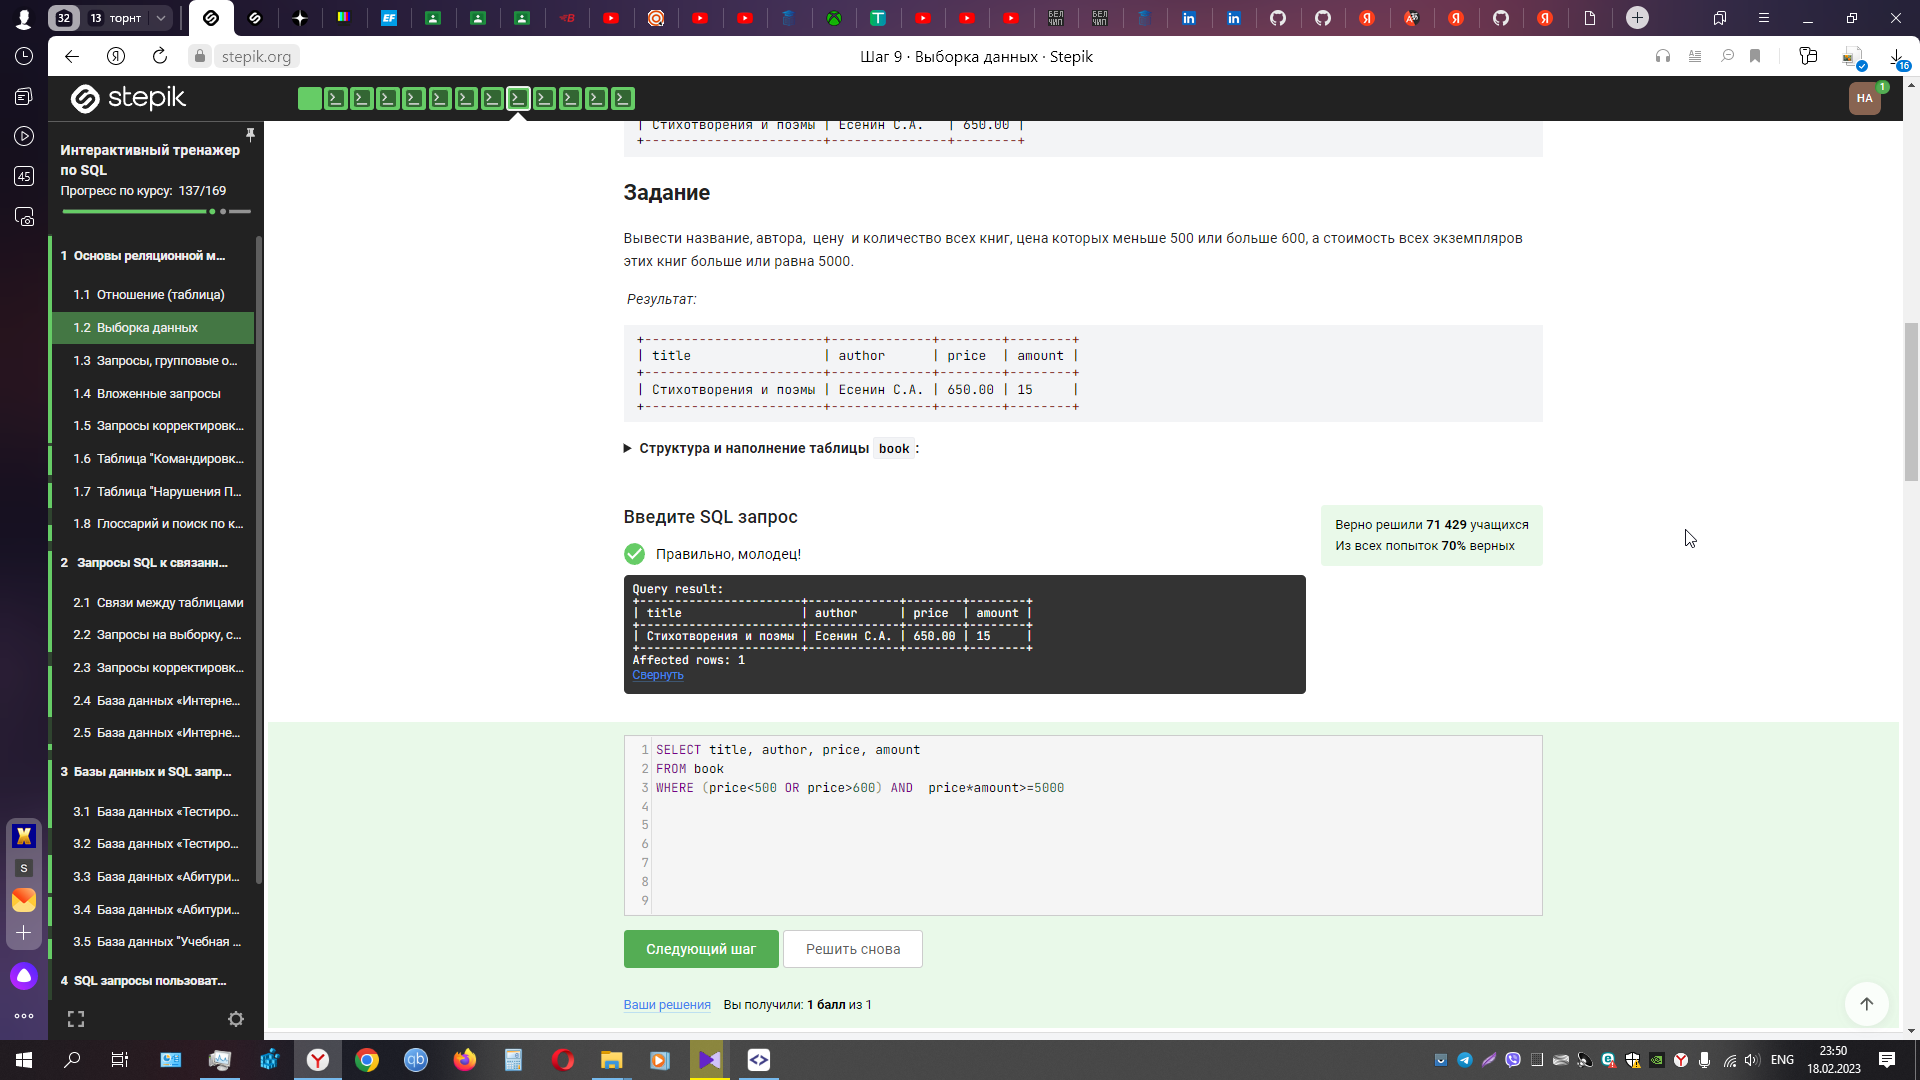 32
13 торнт
stepik.org
Шаг 9 · Выборка данных · Stepik
16
45
stepik
НА
1
Интерактивный тренажер
по SQL
Прогресс по курсу: 137/169
1 Основы реляционной м...
1.1 Отношение (таблица)
1.2 Выборка данных
1.3 Запросы, групповые о...
1.4 Вложенные запросы
1.5 Запросы корректировк...
1.6 Таблица "Командировк...
1.7 Таблица "Нарушения П...
1.8 Глоссарий и поиск по к...
2 Запросы SQL к связанн...
2.1 Связи между таблицами
2.2 Запросы на выборку, с...
2.3 Запросы корректировк...
2.4 База данных «Интерне...
2.5 База данных «Интерне...
3 Базы данных и SQL запр...
3.1 База данных «Тестиро...
3.2 База данных «Тестиро...
3.3 База данных «Абитури...
3.4 База данных «Абитури...
3.5 База данных "Учебная ...
4 SQL запросы пользоват...
| Стихотворения и поэмы | Есенин С.А. | 650.00 |
+-----------------------+---------------+--------+
Задание
Вывести название, автора, цену и количество всех книг, цена которых меньше 500 или больше 600, а стоимость всех экземпляров
этих книг больше или равна 5000.
Результат:
+-----------------------+-------------+--------+--------+
| title | author | price | amount |
+-----------------------+-------------+--------+--------+
| Стихотворения и поэмы | Есенин С.А. | 650.00 | 15 |
+-----------------------+-------------+--------+--------+
Структура и наполнение таблицы book :
Введите SQL запрос
Правильно, молодец!
Верно решили 71 429 учащихся
Из всех попыток 70% верных
Query result:
+-----------------------+-------------+--------+--------+
| title | author | price | amount |
+-----------------------+-------------+--------+--------+
| Стихотворения и поэмы | Есенин С.А. | 650.00 | 15 |
+-----------------------+-------------+--------+--------+
Affected rows: 1
Свернуть
1 SELECT title, author, price, amount
2 FROM book
3 WHERE (price<500 OR price>600) AND  price*amount>=5000
4
5
6
7
8
9
Следующий шаг
Решить снова
Ваши решения Вы получили: 1 балл из 1
ENG
23:50
18.02.2023